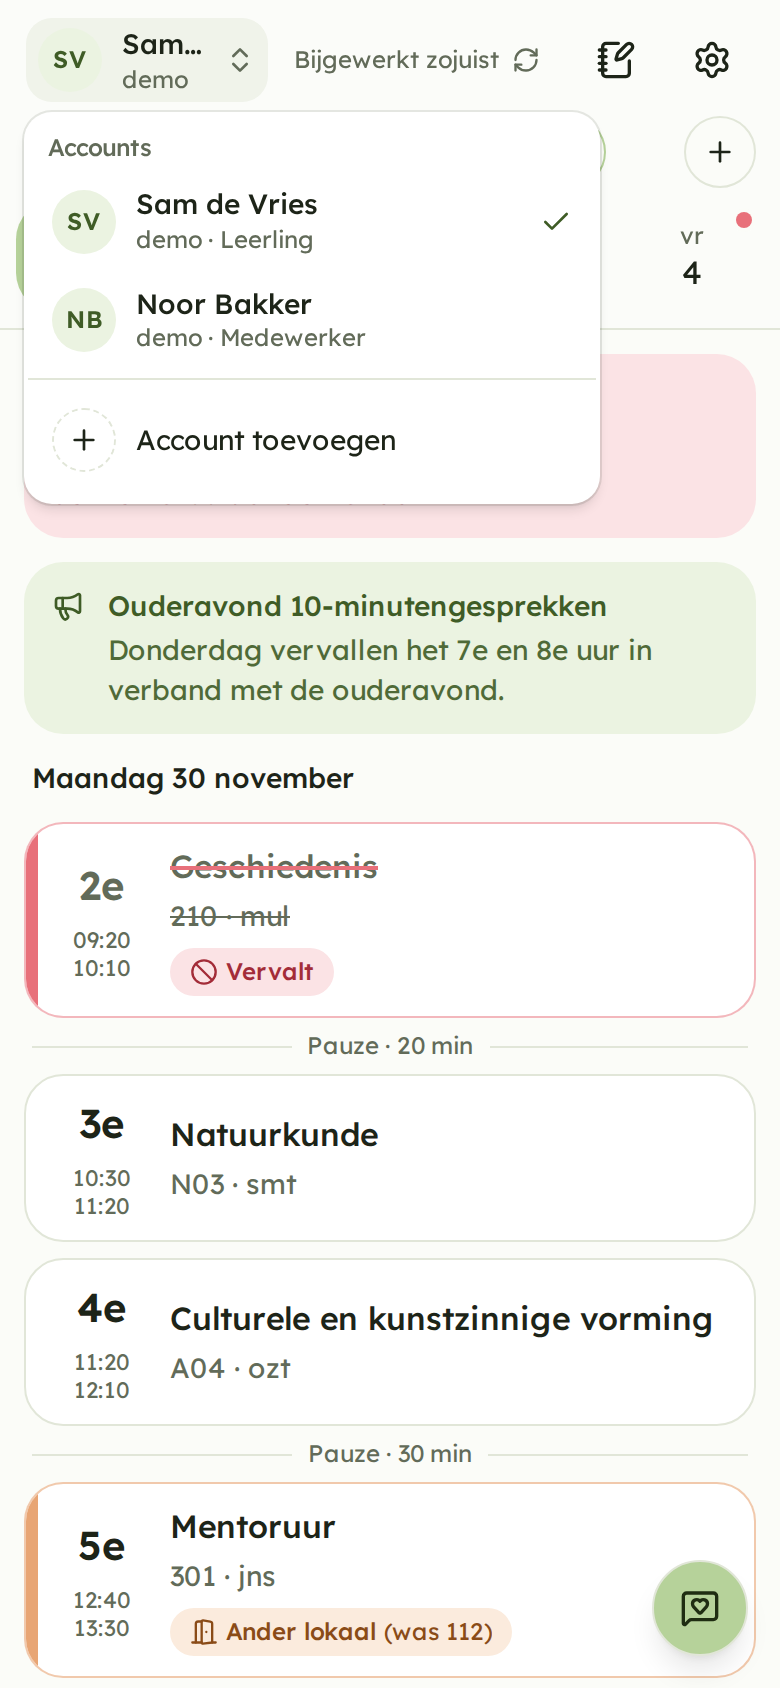 SV
Sam...
demo
Bijgewerkt zojuist
Accounts
SV
Sam de Vries
demo · Leerling
NB
Noor Bakker
demo · Medewerker
Account toevoegen
vr
4
Ouderavond 10-minutengesprekken
Donderdag vervallen het 7e en 8e uur in
verband met de ouderavond.
Maandag 30 november
2e
09:20
10:10
Geschiedenis
210 · mul
Vervalt
Pauze · 20 min
3e
10:30
11:20
Natuurkunde
N03 · smt
4e
11:20
12:10
Culturele en kunstzinnige vorming
A04 · ozt
Pauze · 30 min
5e
12:40
13:30
Mentoruur
301 · jns
Ander lokaal (was 112)